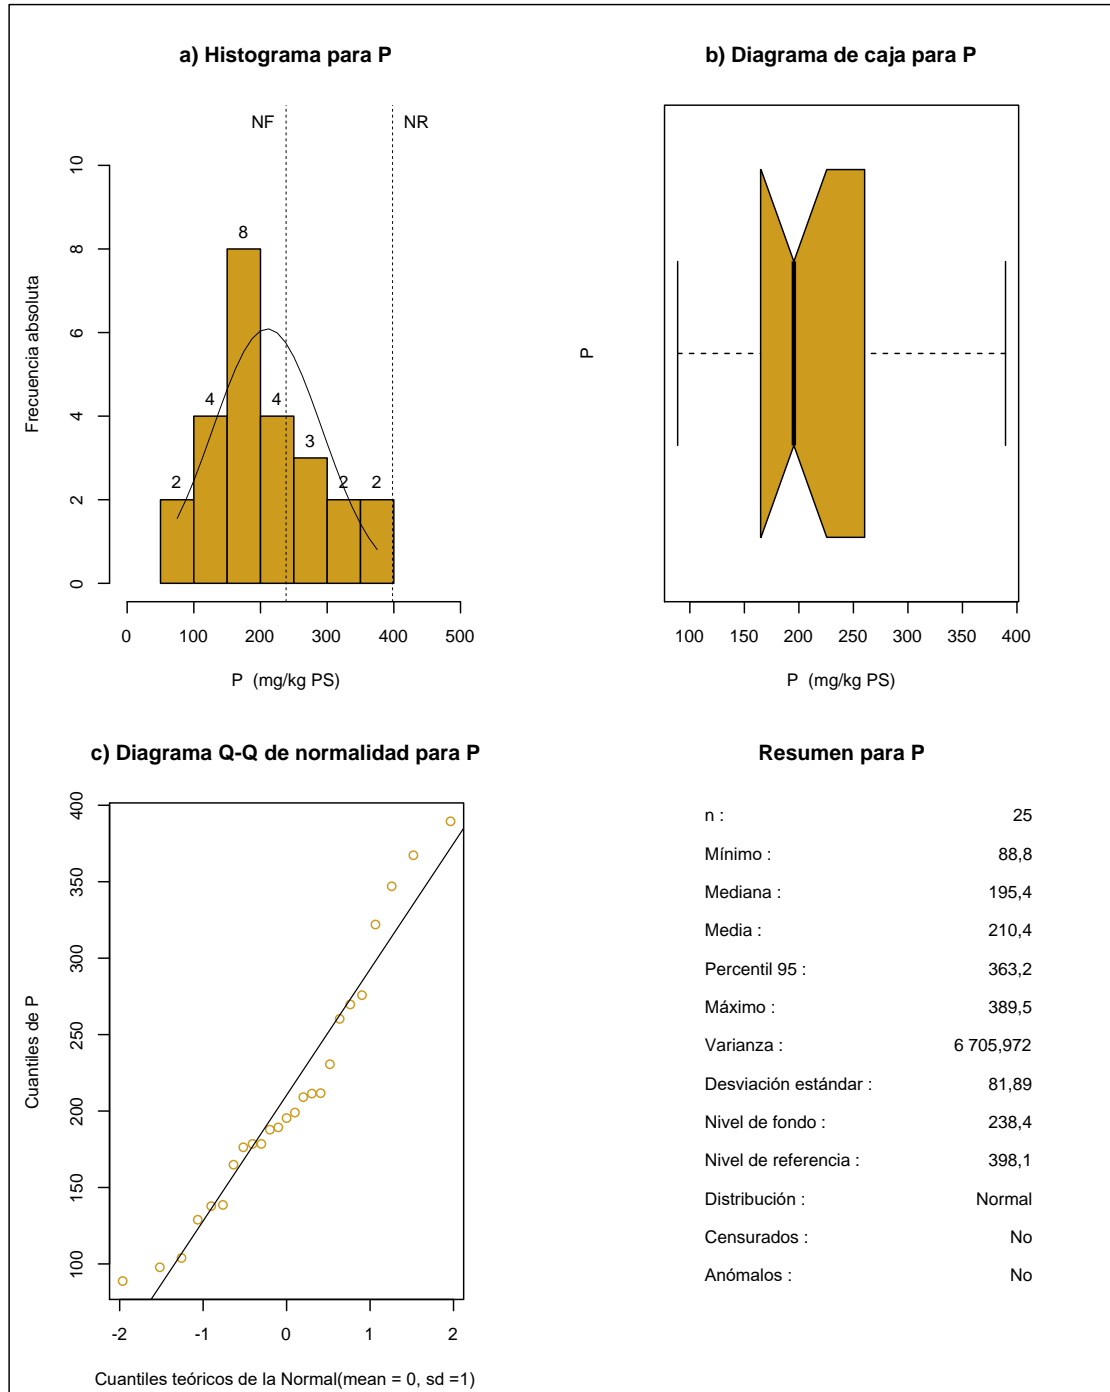 a) Histograma para P
NF
NR
Frecuencia absoluta
10
8
6
4
2
0
2
4
8
4
3
2
2
0 100 200 300 400 500
P (mg/kg PS)
b) Diagrama de caja para P
P
100 150 200 250 300 350 400
P (mg/kg PS)
c) Diagrama Q-Q de normalidad para P
Cuantiles de P
400
350
300
250
200
150
100
-2 -1 0 1 2
Cuantiles teóricos de la Normal(mean = 0, sd =1)
Resumen para P
n : 25
Mínimo : 88,8
Mediana : 195,4
Media : 210,4
Percentil 95 : 363,2
Máximo : 389,5
Varianza : 6 705,972
Desviación estándar : 81,89
Nivel de fondo : 238,4
Nivel de referencia : 398,1
Distribución : Normal
Censurados : No
Anómalos : No